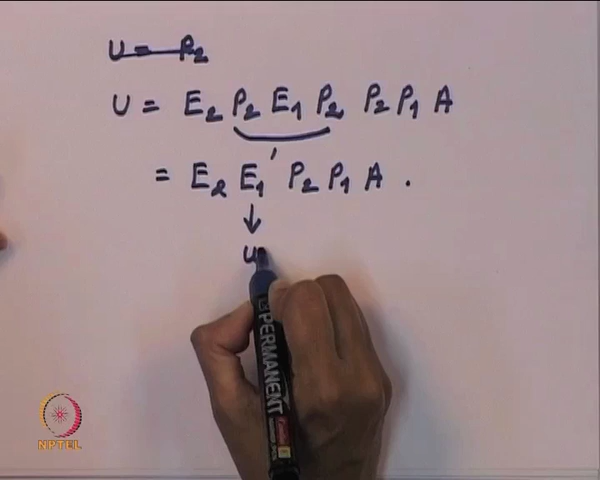 U = P₂
U = E₂ P₂ E₁ P₂ P₂ P₁ A
= E₂ E₁' P₂ P₁ A .
↓
u
PERMANENT
NPTEL